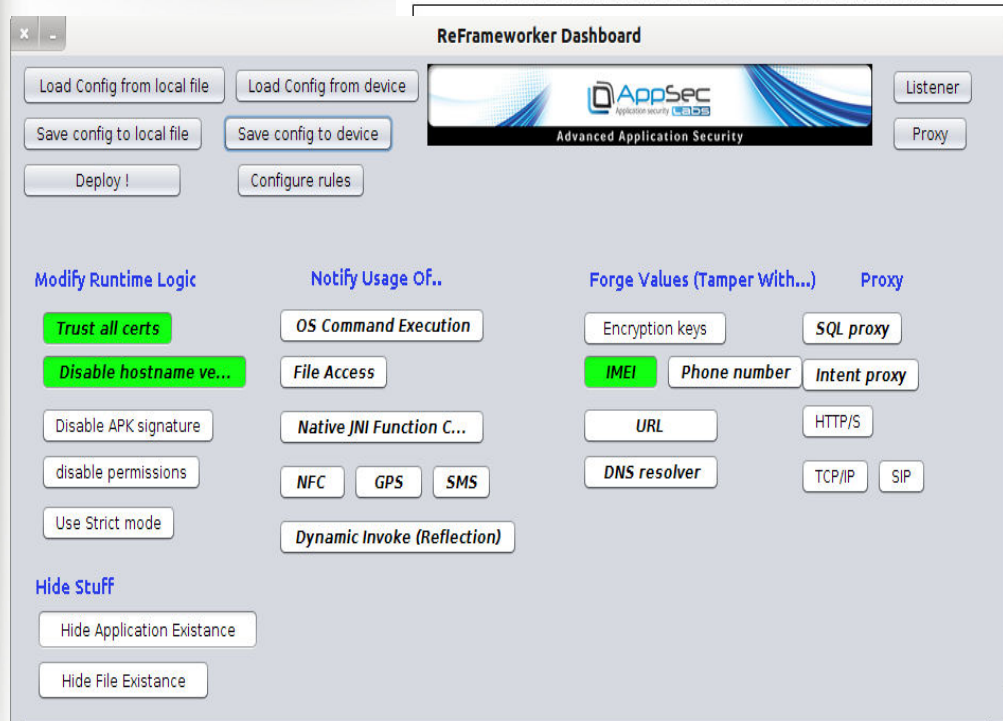 ReFrameworker Dashboard
Load Config from local file
Load Config from device
AppSec
Application security LABS
Advanced Application Security
Listener
Save config to local file
Save config to device
Proxy
Deploy !
Configure rules
Modify Runtime Logic
Notify Usage Of..
Forge Values (Tamper With...)
Proxy
Trust all certs
OS Command Execution
Encryption keys
SQL proxy
Disable hostname ve...
File Access
IMEI
Phone number
Intent proxy
Disable APK signature
Native JNI Function C...
URL
HTTP/S
disable permissions
NFC
GPS
SMS
DNS resolver
TCP/IP
SIP
Use Strict mode
Dynamic Invoke (Reflection)
Hide Stuff
Hide Application Existance
Hide File Existance